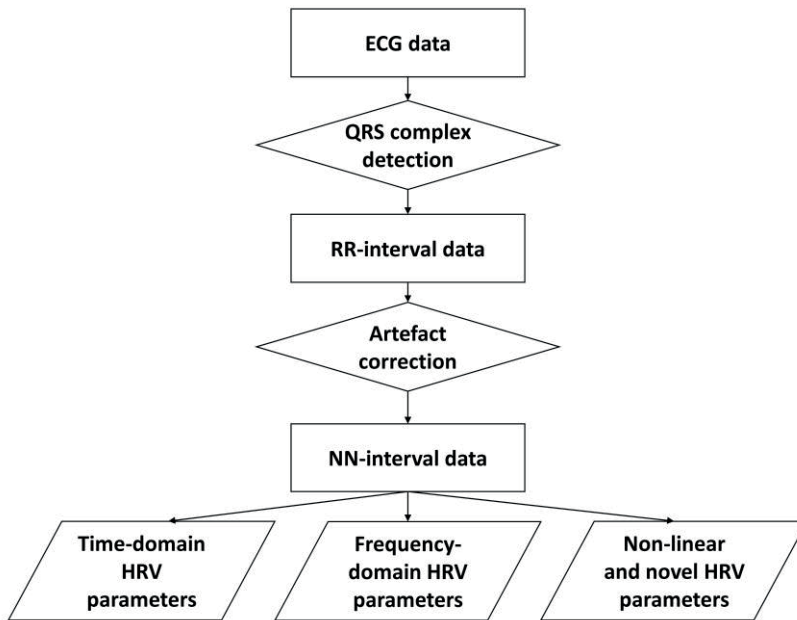 ECG data
QRS complex
detection
RR-interval data
Artefact
correction
NN-interval data
Time-domain
HRV
parameters
Frequency-
domain HRV
parameters
Non-linear
and novel HRV
parameters